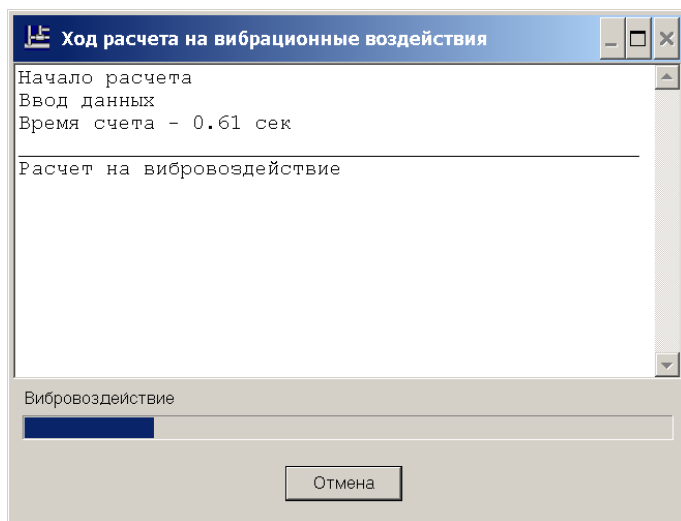 Ход расчета на вибрационные воздействия
Начало расчета
Ввод данных
Время счета - 0.61 сек
Расчет на вибровоздействие
Вибровоздействие
Отмена